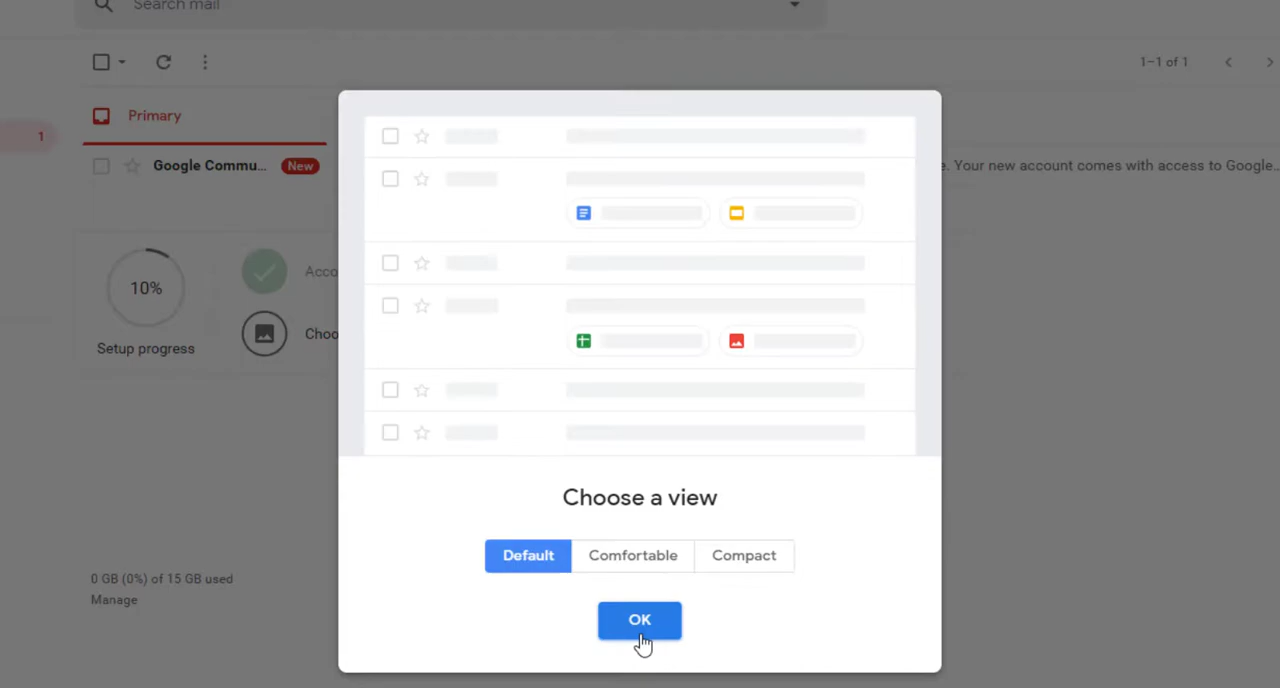 Search mail
1–1 of 1
Primary
1
Google Commu... New
e. Your new account comes with access to Google...
10%
Setup progress
Acco
Choo
Choose a view
Default Comfortable Compact
OK
0 GB (0%) of 15 GB used
Manage